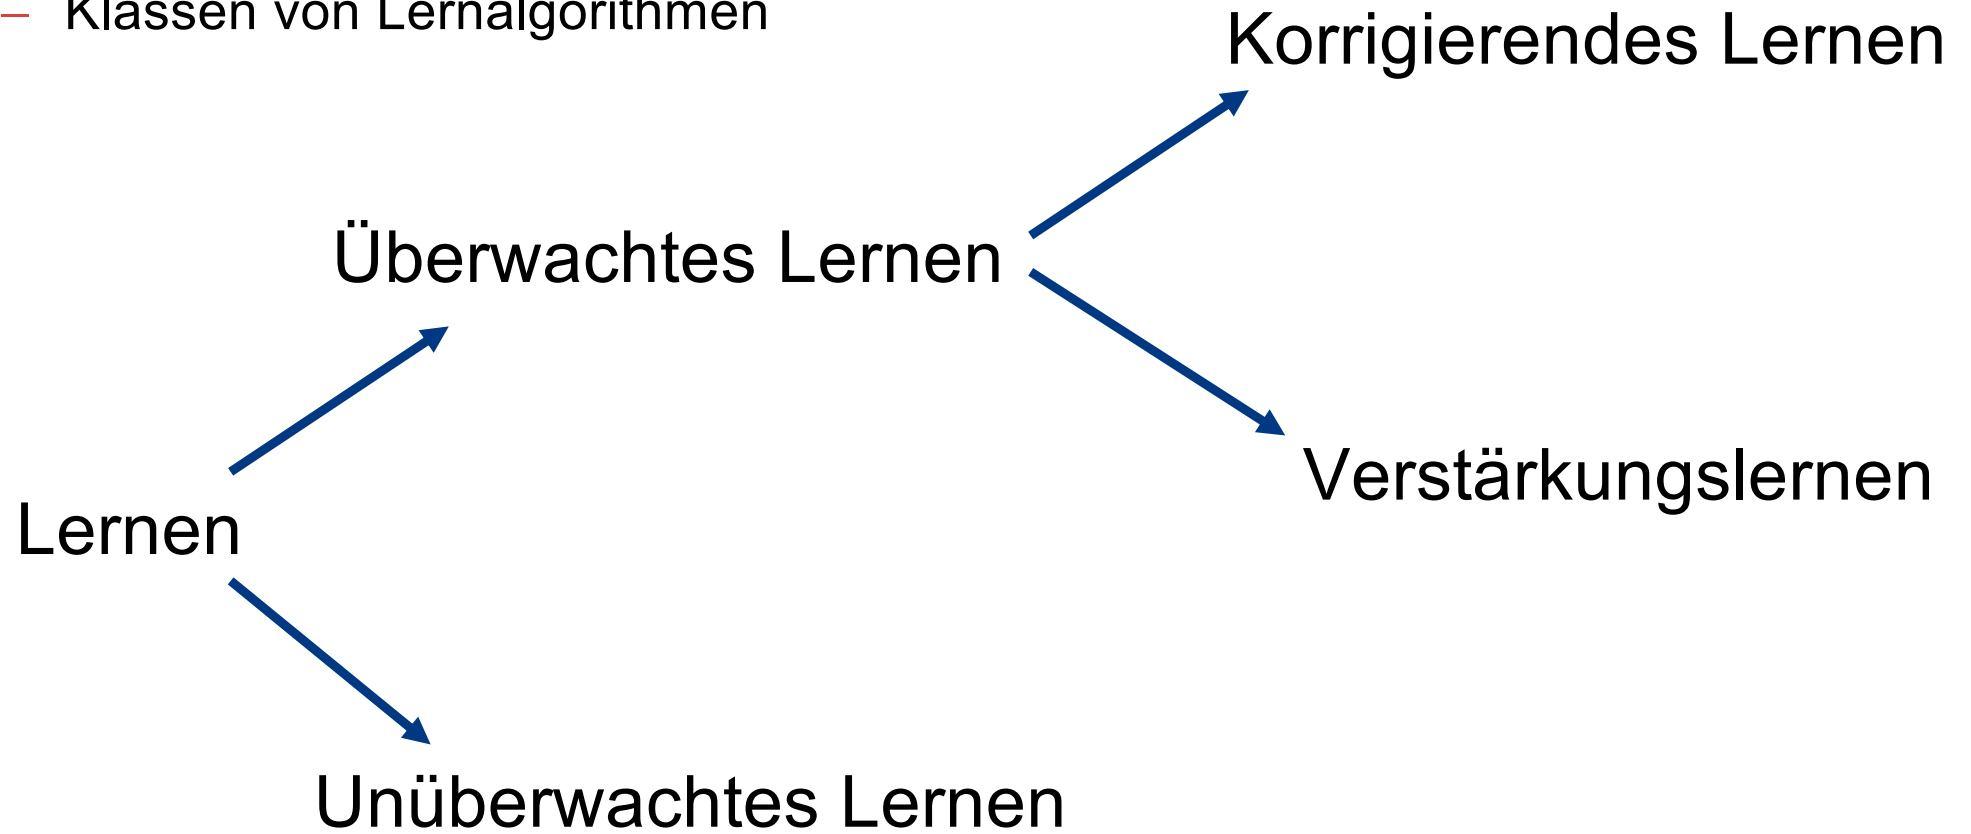 – Klassen von Lernalgorithmen
Korrigierendes Lernen
Überwachtes Lernen
Verstärkungslernen
Lernen
Unüberwachtes Lernen